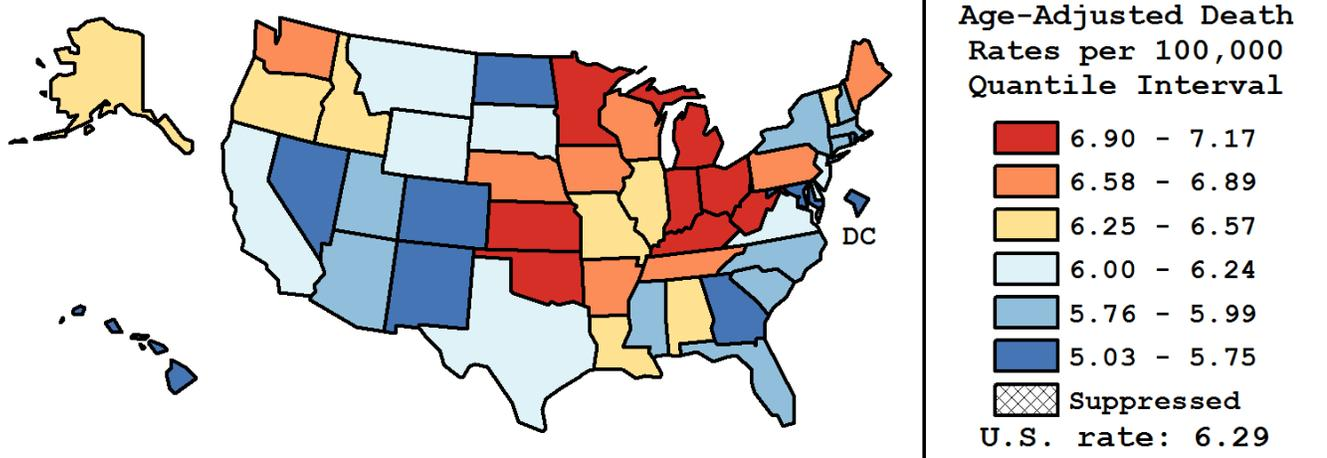 DC
Age-Adjusted Death
Rates per 100,000
Quantile Interval
6.90 - 7.17
6.58 - 6.89
6.25 - 6.57
6.00 - 6.24
5.76 - 5.99
5.03 - 5.75
Suppressed
U.S. rate: 6.29